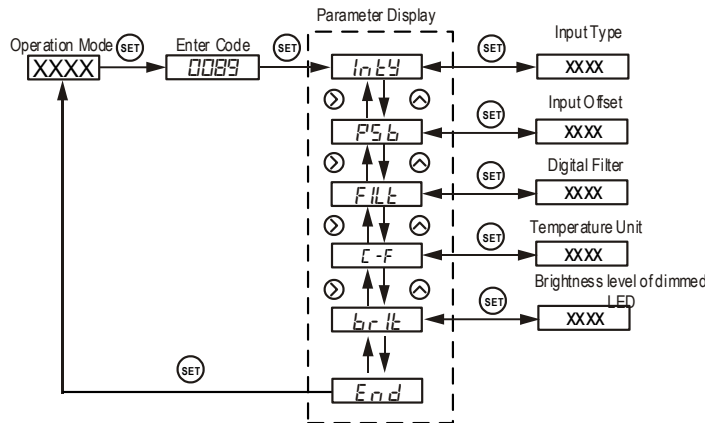 Parameter Display
Operation Mode SET Enter Code SET
XXXX 0089
IntY SET Input Type XXXX
PSb SET Input Offset XXXX
FILt SET Digital Filter XXXX
C-F SET Temperature Unit XXXX
brIt SET Brightness level of dimmed LED XXXX
SET
End